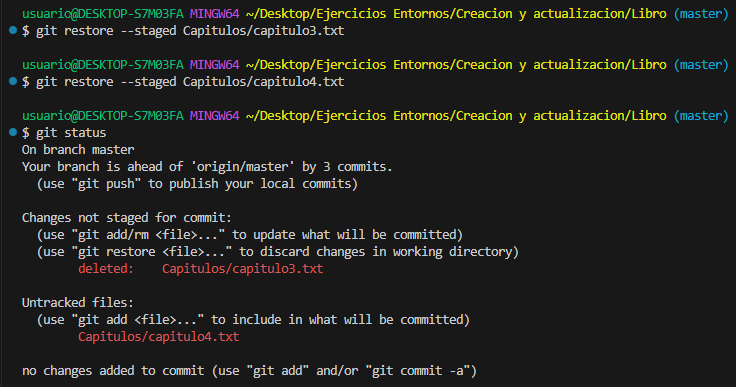 usuario@DESKTOP-S7M03FA MINGW64 ~/Desktop/Ejercicios Entornos/Creacion y actualizacion/Libro (master)
$ git restore --staged Capitulos/capitulo3.txt
usuario@DESKTOP-S7M03FA MINGW64 ~/Desktop/Ejercicios Entornos/Creacion y actualizacion/Libro (master)
$ git restore --staged Capitulos/capitulo4.txt
usuario@DESKTOP-S7M03FA MINGW64 ~/Desktop/Ejercicios Entornos/Creacion y actualizacion/Libro (master)
$ git status
On branch master
Your branch is ahead of 'origin/master' by 3 commits.
(use "git push" to publish your local commits)
Changes not staged for commit:
(use "git add/rm <file>..." to update what will be committed)
(use "git restore <file>..." to discard changes in working directory)
deleted: Capitulos/capitulo3.txt
Untracked files:
(use "git add <file>..." to include in what will be committed)
Capitulos/capitulo4.txt
no changes added to commit (use "git add" and/or "git commit -a")